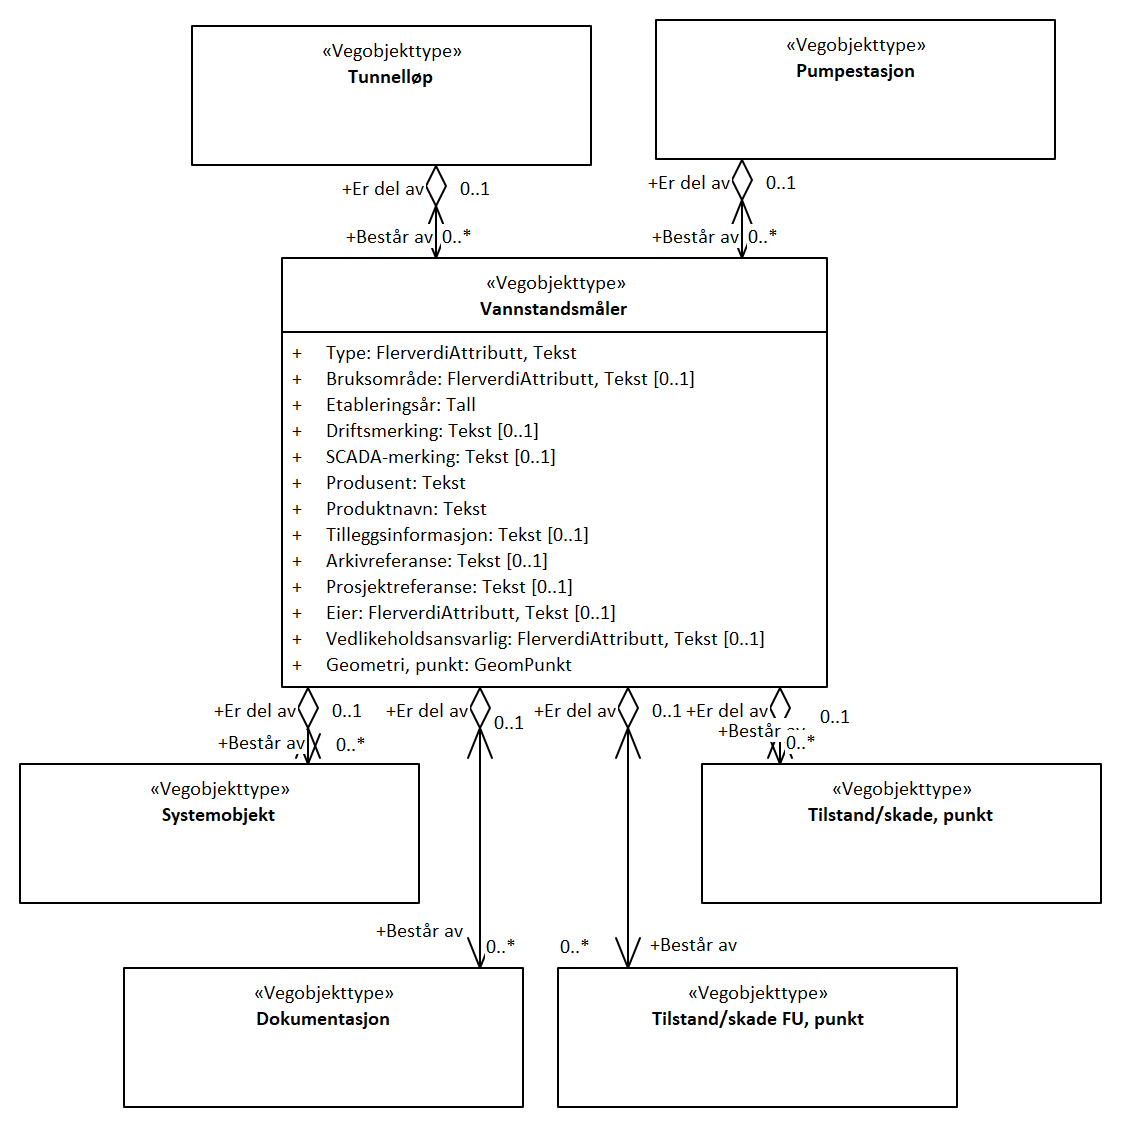 «Vegobjekttype»
Tunnelløp
«Vegobjekttype»
Pumpestasjon
+Er del av 0..1
+Består av 0..*
+Er del av 0..1
+Består av 0..*
«Vegobjekttype»
Vannstandsmåler
+ Type: FlerverdiAttributt, Tekst
+ Bruksområde: FlerverdiAttributt, Tekst [0..1]
+ Etableringsår: Tall
+ Driftsmerking: Tekst [0..1]
+ SCADA-merking: Tekst [0..1]
+ Produsent: Tekst
+ Produktnavn: Tekst
+ Tilleggsinformasjon: Tekst [0..1]
+ Arkivreferanse: Tekst [0..1]
+ Prosjektreferanse: Tekst [0..1]
+ Eier: FlerverdiAttributt, Tekst [0..1]
+ Vedlikeholdsansvarlig: FlerverdiAttributt, Tekst [0..1]
+ Geometri, punkt: GeomPunkt
+Er del av 0..1
+Består av 0..*
+Er del av 0..1
+Er del av 0..1
+Er del av 0..1
+Består av 0..*
«Vegobjekttype»
Systemobjekt
«Vegobjekttype»
Tilstand/skade, punkt
+Består av 0..*
0..* +Består av
«Vegobjekttype»
Dokumentasjon
«Vegobjekttype»
Tilstand/skade FU, punkt